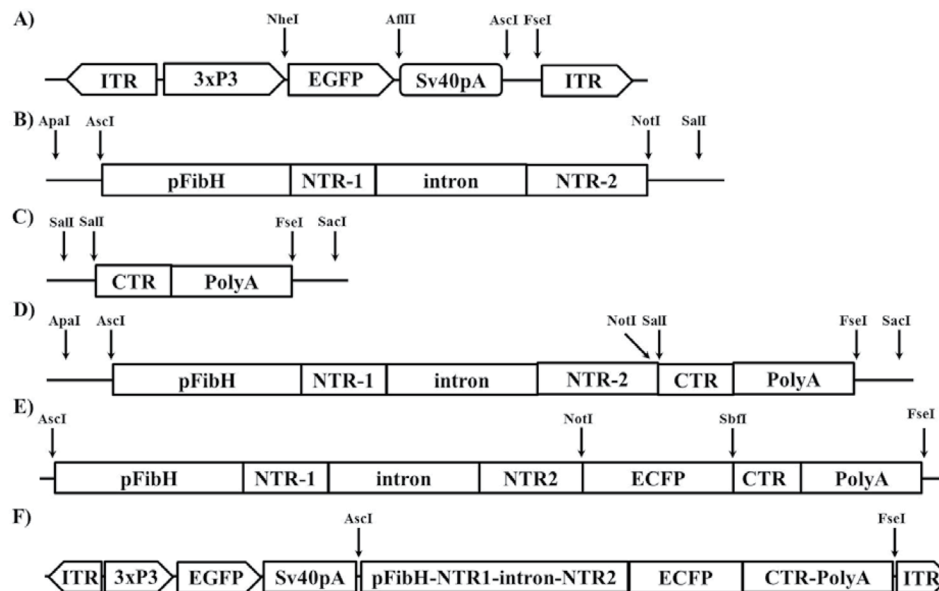 A) NheI AflII AscI FseI
ITR 3xP3 EGFP Sv40pA ITR
B) ApaI AscI NotI SalI
pFibH NTR-1 intron NTR-2
C) SalI SalI FseI SacI
CTR PolyA
D) ApaI AscI NotI SalI FseI SacI
pFibH NTR-1 intron NTR-2 CTR PolyA
E) AscI NotI SbfI FseI
pFibH NTR-1 intron NTR2 ECFP CTR PolyA
F) AscI FseI
ITR 3xP3 EGFP Sv40pA pFibH-NTR1-intron-NTR2 ECFP CTR-PolyA ITR